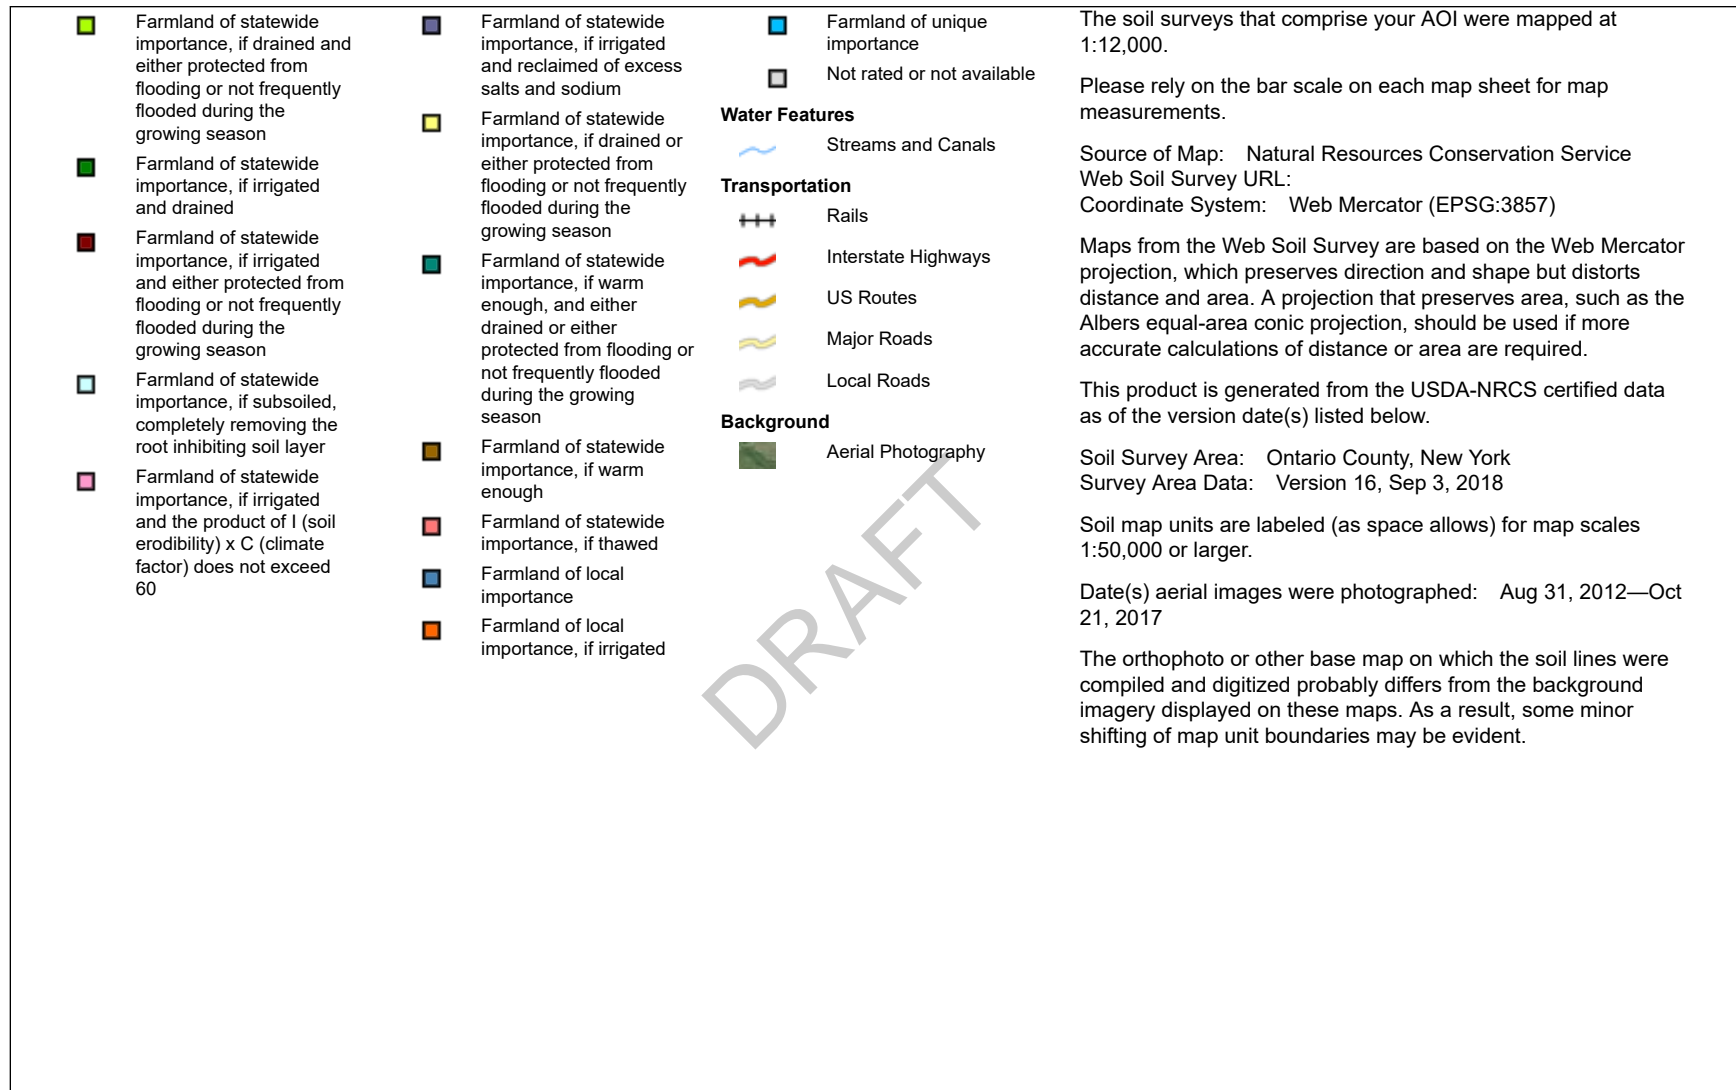 Farmland of statewide
importance, if drained and
either protected from
flooding or not frequently
flooded during the
growing season
Farmland of statewide
importance, if irrigated
and drained
Farmland of statewide
importance, if irrigated
and either protected from
flooding or not frequently
flooded during the
growing season
Farmland of statewide
importance, if subsoiled,
completely removing the
root inhibiting soil layer
Farmland of statewide
importance, if irrigated
and the product of I (soil
erodibility) x C (climate
factor) does not exceed
60
Farmland of statewide
importance, if irrigated
and reclaimed of excess
salts and sodium
Farmland of statewide
importance, if drained or
either protected from
flooding or not frequently
flooded during the
growing season
Farmland of statewide
importance, if warm
enough, and either
drained or either
protected from flooding or
not frequently flooded
during the growing
season
Farmland of statewide
importance, if warm
enough
Farmland of statewide
importance, if thawed
Farmland of local
importance
Farmland of local
importance, if irrigated
Farmland of unique
importance
Not rated or not available
Water Features
Streams and Canals
Transportation
Rails
Interstate Highways
US Routes
Major Roads
Local Roads
Background
Aerial Photography
DRAFT
The soil surveys that comprise your AOI were mapped at
1:12,000.
Please rely on the bar scale on each map sheet for map
measurements.
Source of Map: Natural Resources Conservation Service
Web Soil Survey URL:
Coordinate System: Web Mercator (EPSG:3857)
Maps from the Web Soil Survey are based on the Web Mercator
projection, which preserves direction and shape but distorts
distance and area. A projection that preserves area, such as the
Albers equal-area conic projection, should be used if more
accurate calculations of distance or area are required.
This product is generated from the USDA-NRCS certified data
as of the version date(s) listed below.
Soil Survey Area: Ontario County, New York
Survey Area Data: Version 16, Sep 3, 2018
Soil map units are labeled (as space allows) for map scales
1:50,000 or larger.
Date(s) aerial images were photographed: Aug 31, 2012—Oct
21, 2017
The orthophoto or other base map on which the soil lines were
compiled and digitized probably differs from the background
imagery displayed on these maps. As a result, some minor
shifting of map unit boundaries may be evident.